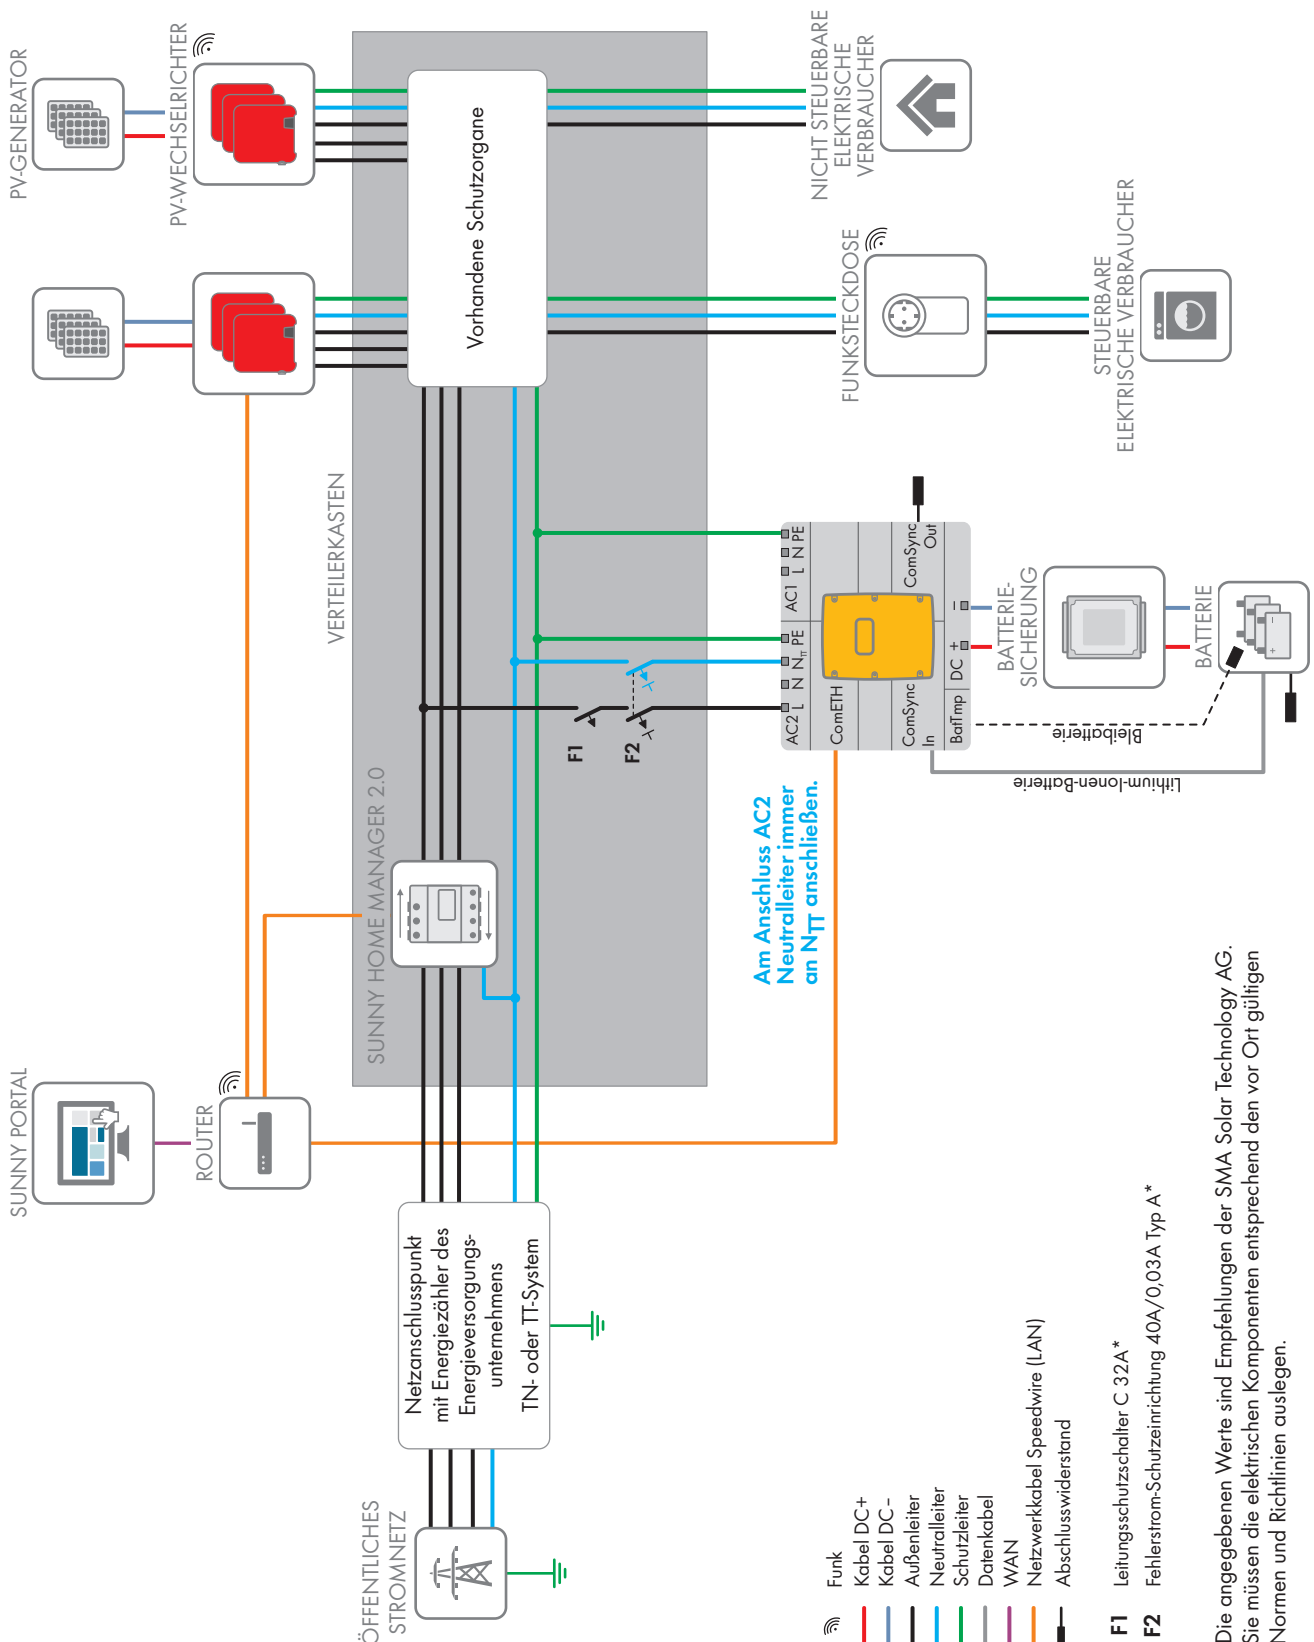 SUNNY PORTAL
PV-GENERATOR
ROUTER
PV-WECHSELRICHTER
VERTEILERKASTEN
SUNNY HOME MANAGER 2.0
ÖFFENTLICHES
STROMNETZ
Netzanschlusspunkt
mit Energiezähler des
Energieversorgungs-
unternehmens
TN- oder TT-System
Vorhandene Schutzorgane
F1
F2
Am Anschluss AC2
Neutralleiter immer
an NTT anschließen.
AC2 L N NTT PE
AC1 L N PE
ComETH
ComSync
In
ComSync
Out
BatTmp
DC + −
Bleibatterie
Lithium-Ionen-Batterie
BATTERIE-
SICHERUNG
BATTERIE
+ −
FUNKSTECKDOSE
NICHT STEUERBARE
ELEKTRISCHE
VERBRAUCHER
STEUERBARE
ELEKTRISCHE VERBRAUCHER
Funk
Kabel DC+
Kabel DC−
Außenleiter
Neutralleiter
Schutzleiter
Datenkabel
WAN
Netzwerkkabel Speedwire (LAN)
Abschlusswiderstand
F1 Leitungsschutzschalter C 32A*
F2 Fehlerstrom-Schutzeinrichtung 40A/0,03A Typ A*
Die angegebenen Werte sind Empfehlungen der SMA Solar Technology AG.
Sie müssen die elektrischen Komponenten entsprechend den vor Ort gültigen
Normen und Richtlinien auslegen.